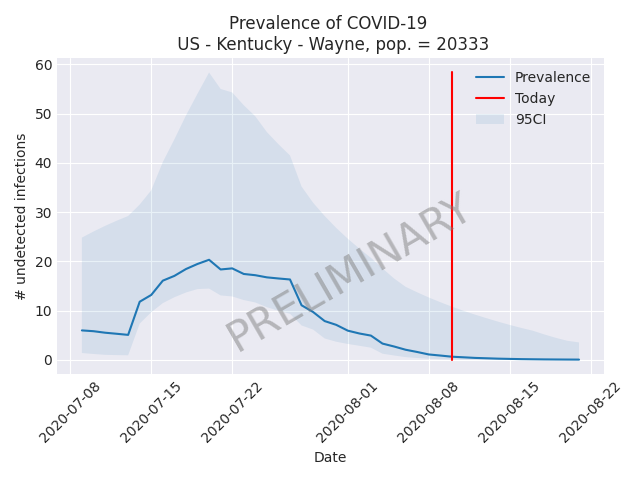 Prevalence of COVID-19
US - Kentucky - Wayne, pop. = 20333
# undetected infections
60
50
40
30
20
10
0
Prevalence
Today
95CI
PRELIMINARY
2020-07-08
2020-07-15
2020-07-22
2020-08-01
2020-08-08
2020-08-15
2020-08-22
Date